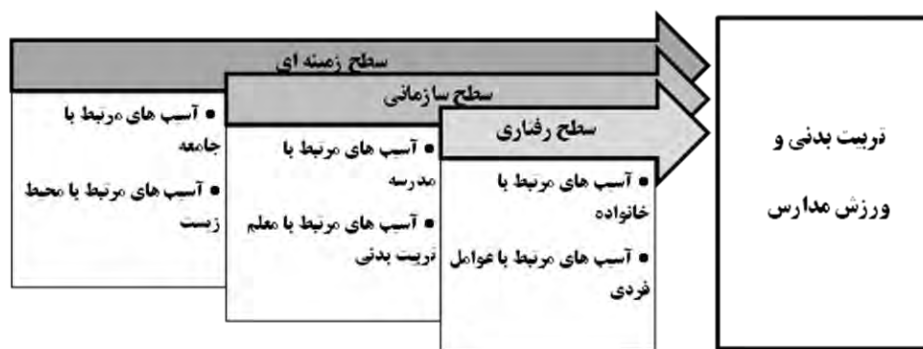 سطح زمینه ای
سطح سازمانی
سطح رفتاری
● آسیب های مرتبط با
جامعه
● آسیب های مرتبط با محیط
زیست
● آسیب های مرتبط با
مدرسه
● آسیب های مرتبط با معلم
تربیت بدنی
● آسیب های مرتبط با
خانواده
● آسیب های مرتبط با عوامل
فردی
تربیت بدنی و
ورزش مدارس